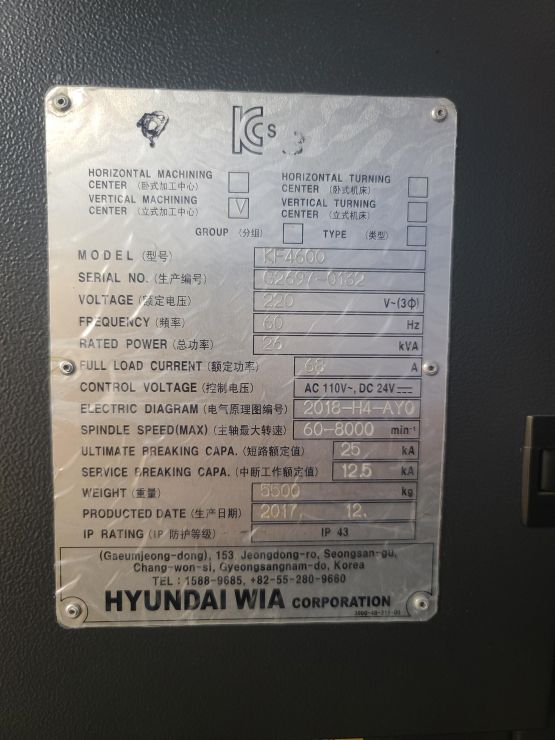 KCs
HORIZONTAL MACHINING CENTER (卧式加工中心)
HORIZONTAL TURNING CENTER (卧式机床)
VERTICAL MACHINING CENTER (立式加工中心) V
VERTICAL TURNING CENTER (立式机床)
GROUP (分组) TYPE (类型)
MODEL (型号) KF4600
SERIAL NO. (生产编号) G2697-0132
VOLTAGE (额定电压) 220 V~(3Φ)
FREQUENCY (频率) 60 Hz
RATED POWER (总功率) 26 kVA
FULL LOAD CURRENT (额定功率) 68 A
CONTROL VOLTAGE (控制电压) AC 110V~, DC 24V
ELECTRIC DIAGRAM (电气原理图编号) 2018-H4-AY0
SPINDLE SPEED(MAX) (主轴最大转速) 60-8000 min⁻¹
ULTIMATE BREAKING CAPA. (短路额定值) 25 kA
SERVICE BREAKING CAPA. (中断工作额定值) 12.5 kA
WEIGHT (重量) 5500 kg
PRODUCTED DATE (生产日期) 2017. 12.
IP RATING (IP 防护等级) IP 43
(Gaeumjeong-dong), 153 Jeongdong-ro, Seongsan-gu,
Chang-won-si, Gyeongsangnam-do, Korea
TEL : 1588-9685, +82-55-280-9660
HYUNDAI WIA CORPORATION